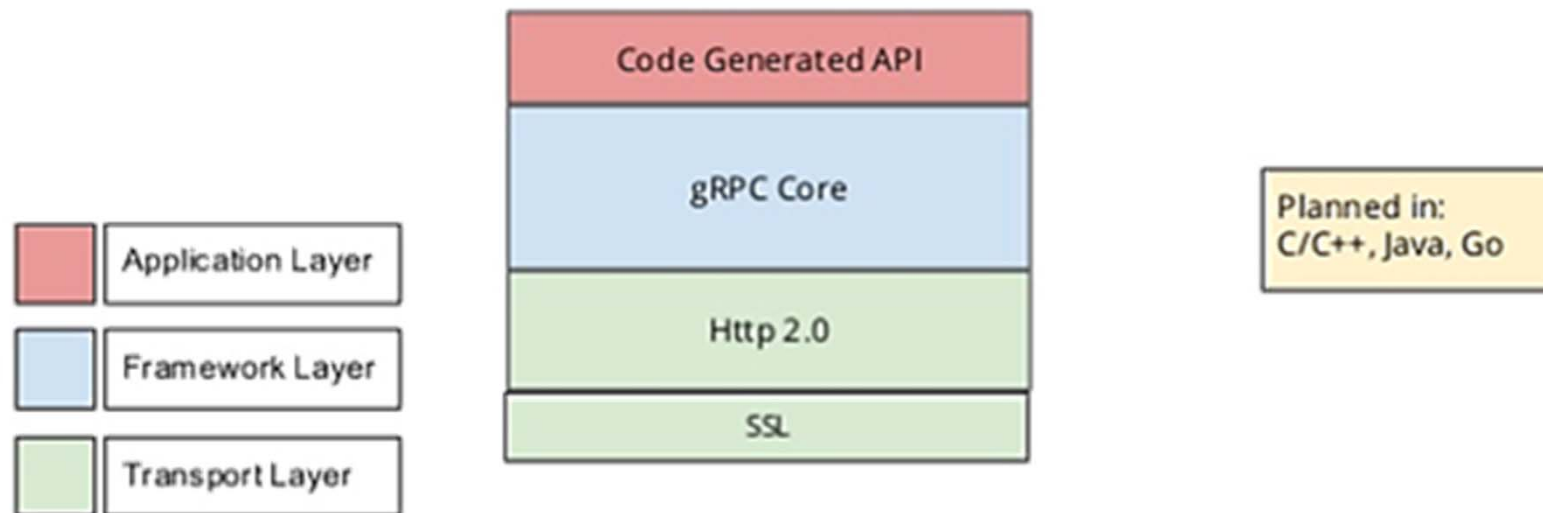 Code Generated API
gRPC Core
Http 2.0
SSL
Application Layer
Framework Layer
Transport Layer
Planned in:
C/C++, Java, Go